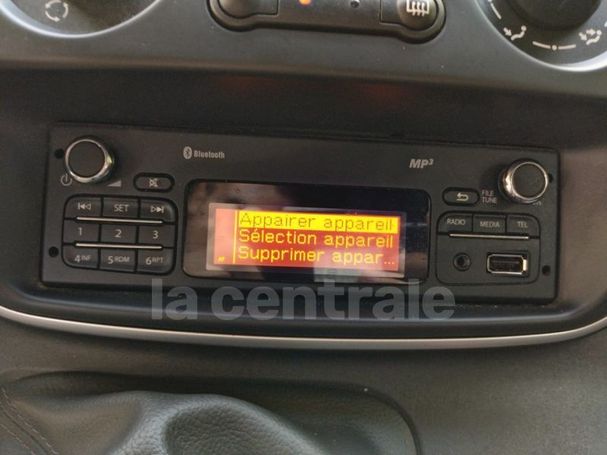 Bluetooth
MP3
FILE
TUNE
SET
1 2 3
4 INF 5 RDM 6 RPT
Appairer appareil
Sélection appareil
Supprimer appar...
RADIO MEDIA TEL
la centrale